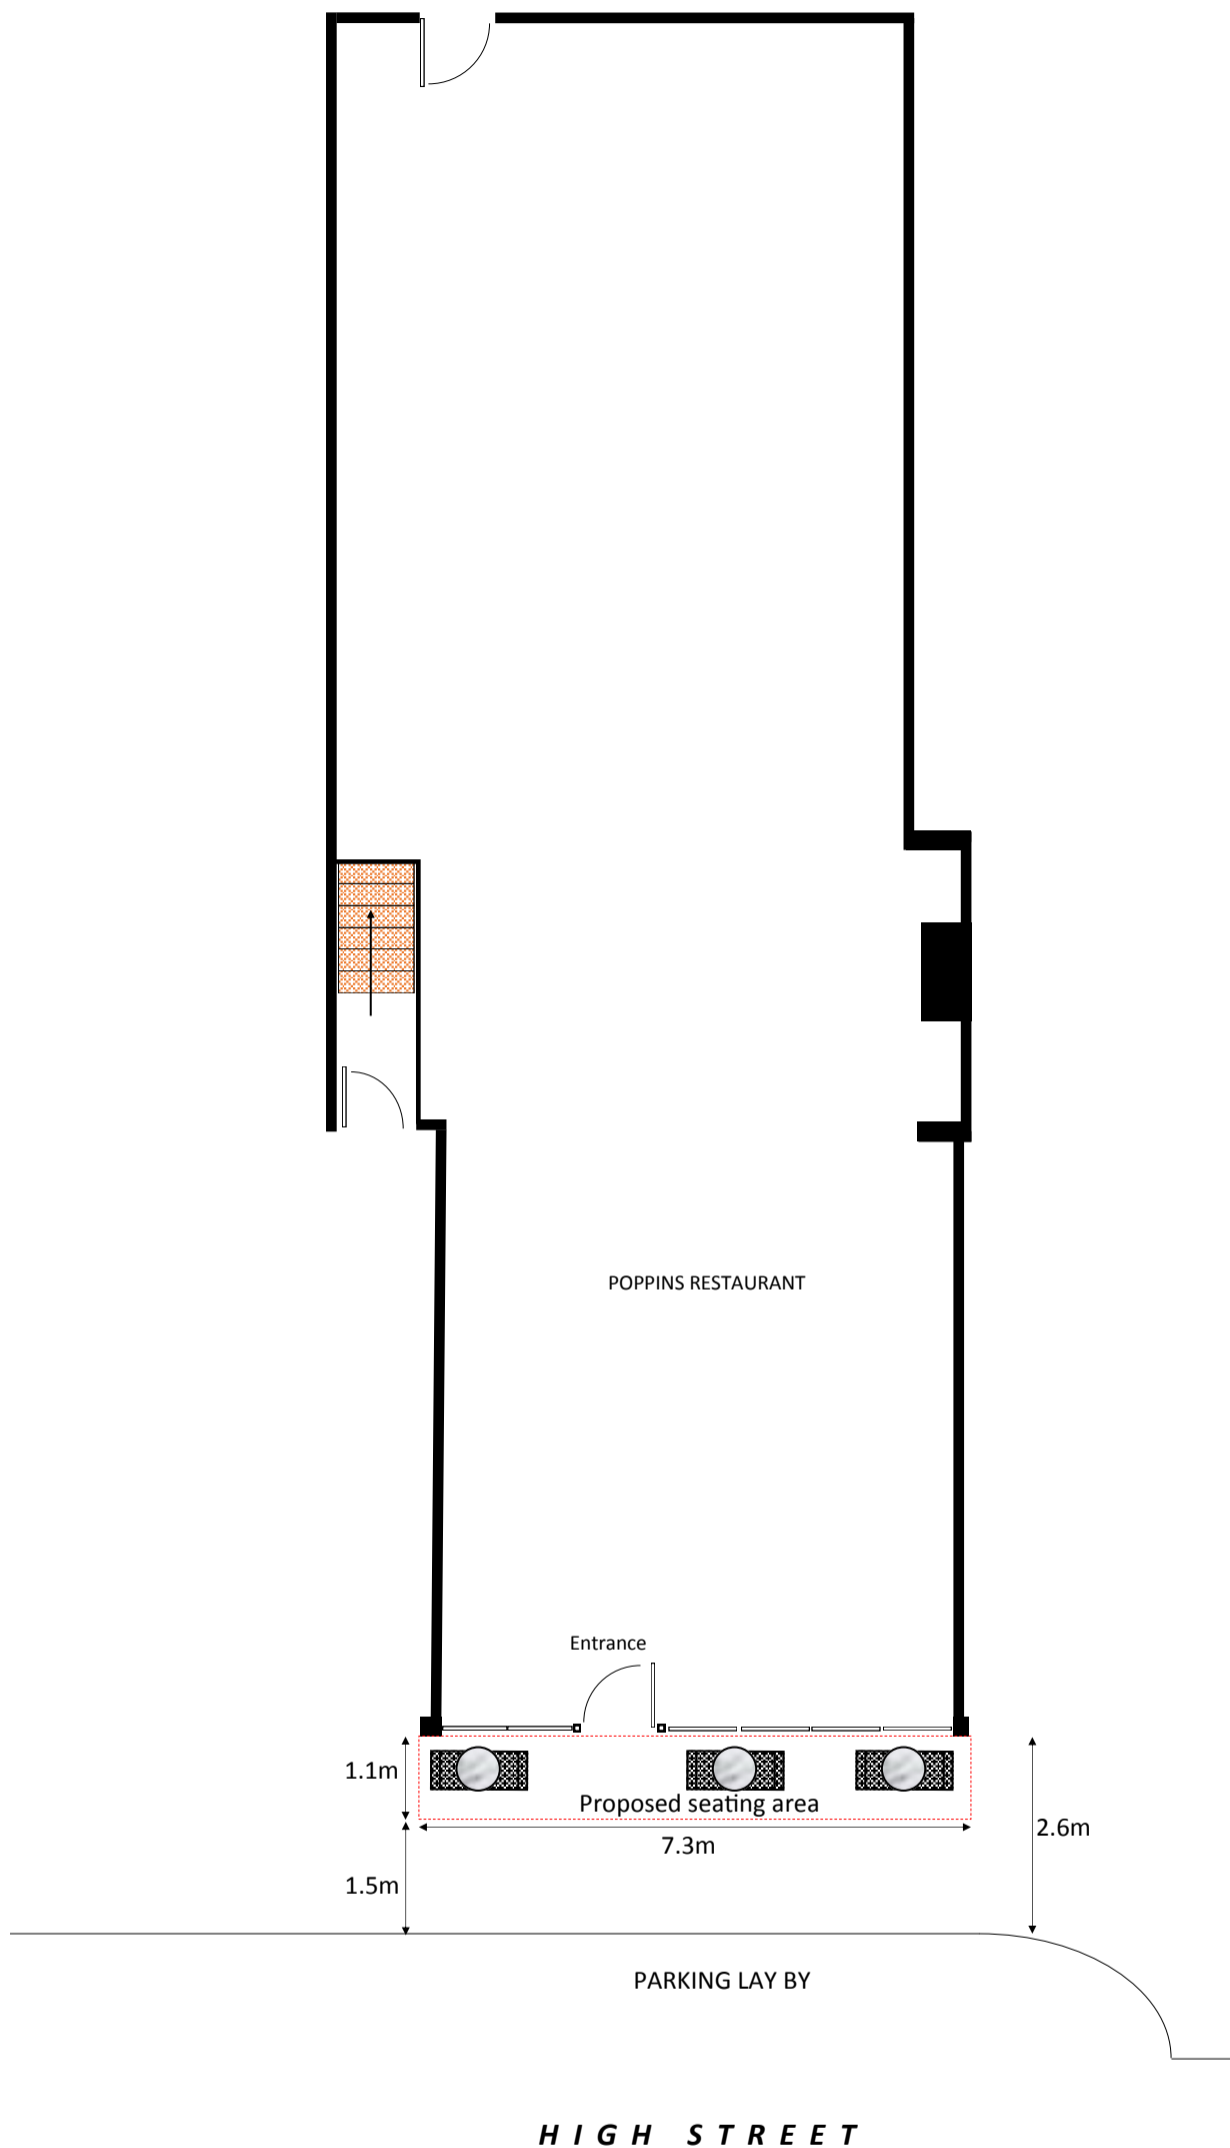 POPPINS RESTAURANT
Entrance
1.1m
Proposed seating area
2.6m
7.3m
1.5m
PARKING LAY BY
HIGH STREET